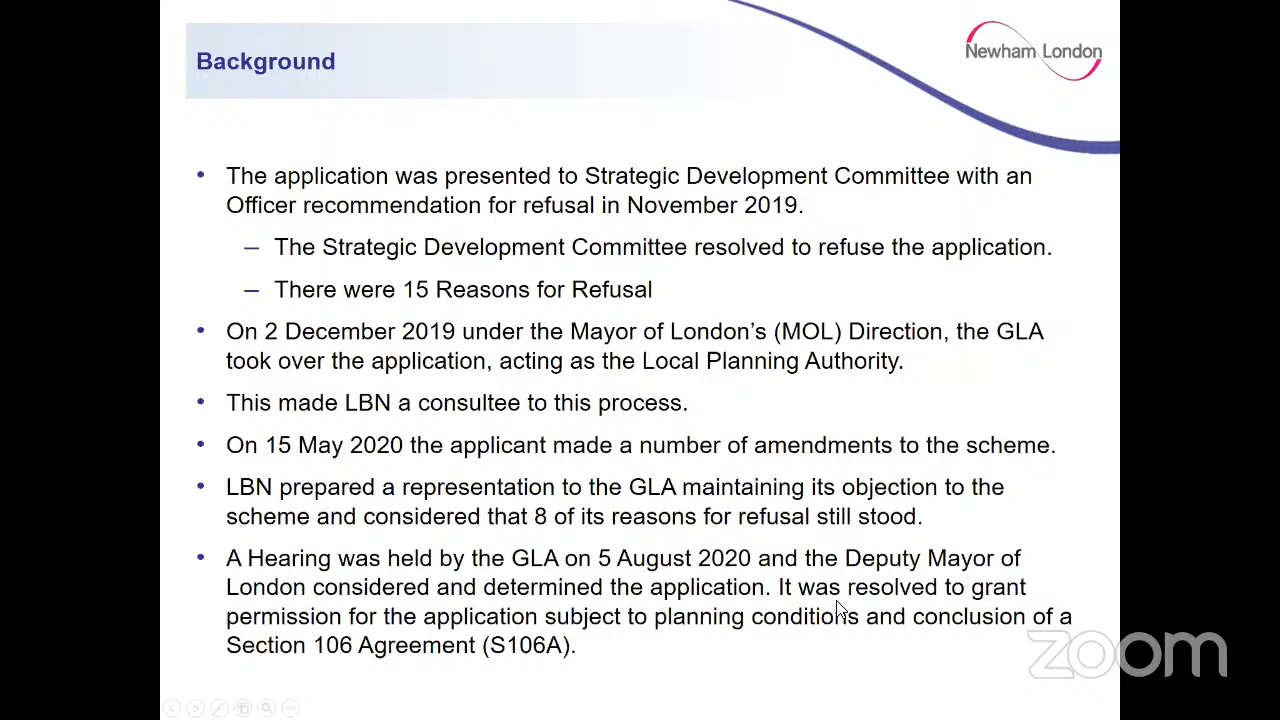 Background
Newham London
• The application was presented to Strategic Development Committee with an
Officer recommendation for refusal in November 2019.
– The Strategic Development Committee resolved to refuse the application.
– There were 15 Reasons for Refusal
• On 2 December 2019 under the Mayor of London’s (MOL) Direction, the GLA
took over the application, acting as the Local Planning Authority.
• This made LBN a consultee to this process.
• On 15 May 2020 the applicant made a number of amendments to the scheme.
• LBN prepared a representation to the GLA maintaining its objection to the
scheme and considered that 8 of its reasons for refusal still stood.
• A Hearing was held by the GLA on 5 August 2020 and the Deputy Mayor of
London considered and determined the application. It was resolved to grant
permission for the application subject to planning conditions and conclusion of a
Section 106 Agreement (S106A).
zoom